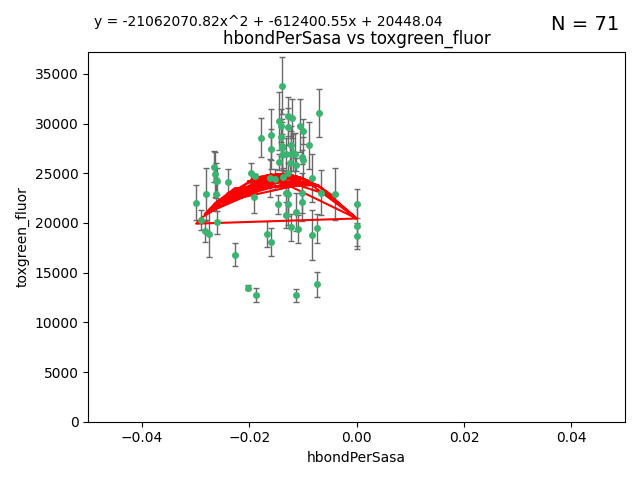 y = -21062070.82x^2 + -612400.55x + 20448.04
N = 71
hbondPerSasa vs toxgreen_fluor
35000
30000
25000
20000
15000
10000
5000
0
toxgreen_fluor
−0.04
−0.02
0.00
0.02
0.04
hbondPerSasa